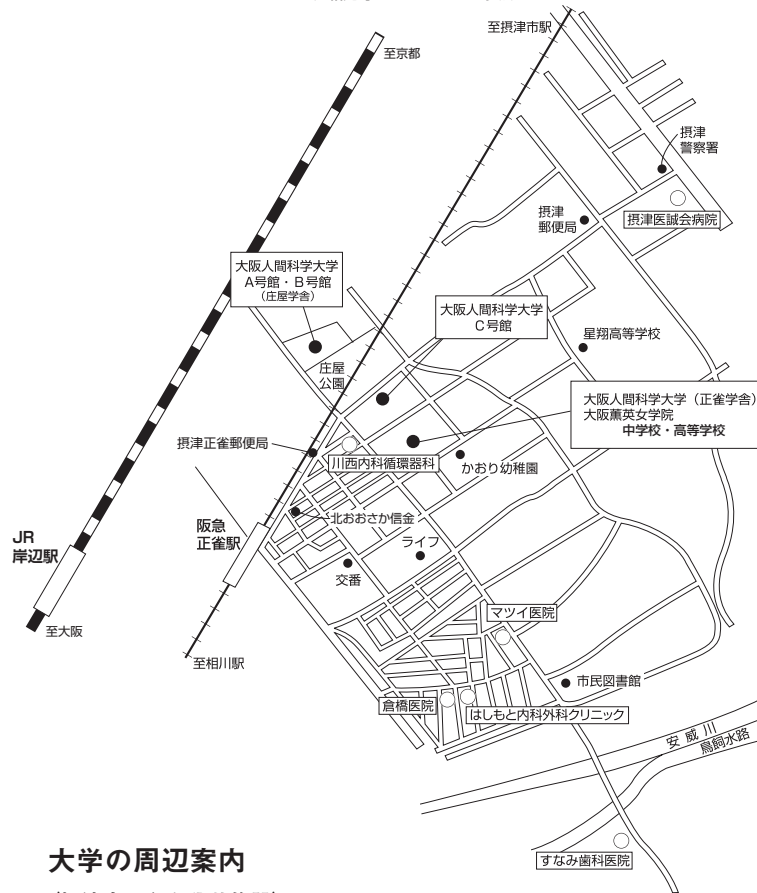 至摂津市駅
至京都
摂津
警察署
摂津
郵便局
摂津医誠会病院
大阪人間科学大学
A号館・B号館
(庄屋学舎)
大阪人間科学大学
C号館
星翔高等学校
庄屋
公園
大阪人間科学大学(正雀学舎)
大阪薫英女学院
中学校・高等学校
摂津正雀郵便局
川西内科循環器科
かおり幼稚園
北おおさか信金
阪急
正雀駅
JR
岸辺駅
ライフ
交番
マツイ医院
至大阪
至相川駅
市民図書館
倉橋医院
はしもと内科外科クリニック
安威川
鳥飼水路
すなみ歯科医院
大学の周辺案内